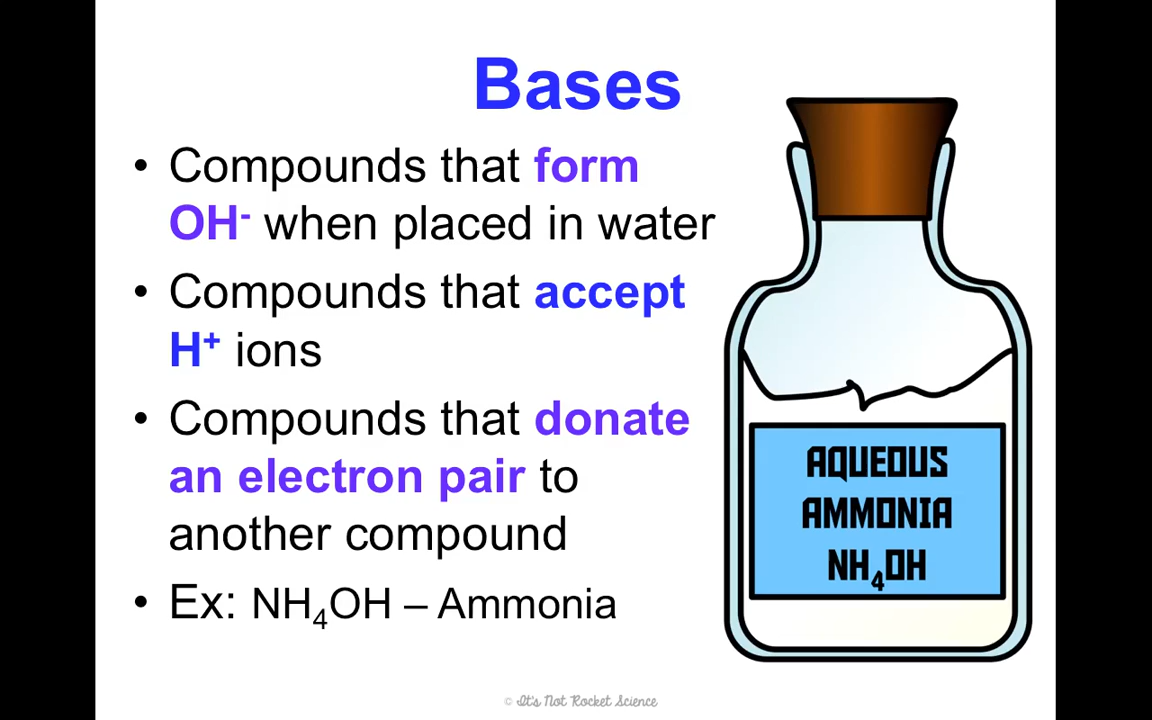 Bases
• Compounds that form
OH⁻ when placed in water
• Compounds that accept
H⁺ ions
• Compounds that donate
an electron pair to
another compound
• Ex: NH₄OH – Ammonia
AQUEOUS
AMMONIA
NH₄OH
© It's Not Rocket Science